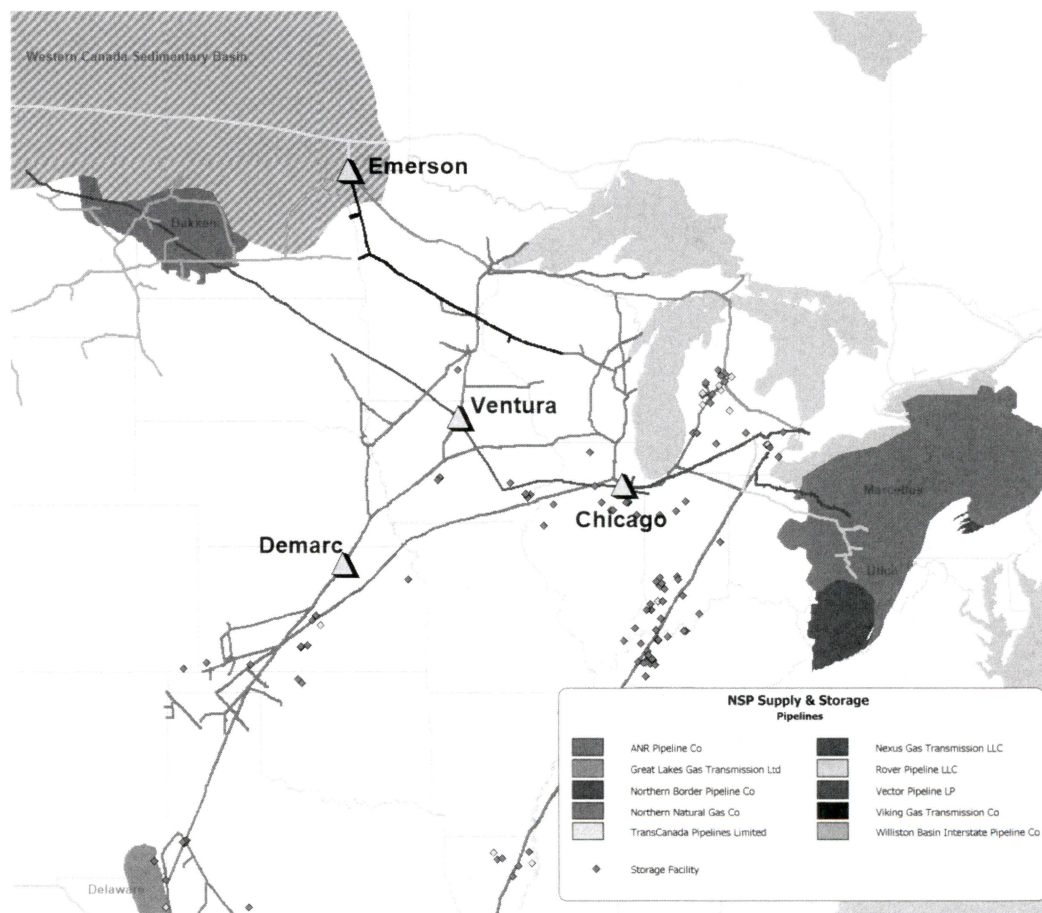 Western Canada Sedimentary Basin
Emerson
Bakken
Ventura
Chicago
Marcellus
Demarc
Utica
NSP Supply & Storage
Pipelines
ANR Pipeline Co
Nexus Gas Transmission LLC
Great Lakes Gas Transmission Ltd
Rover Pipeline LLC
Northern Border Pipeline Co
Vector Pipeline LP
Northern Natural Gas Co
Viking Gas Transmission Co
TransCanada Pipelines Limited
Williston Basin Interstate Pipeline Co
Storage Facility
Delaware